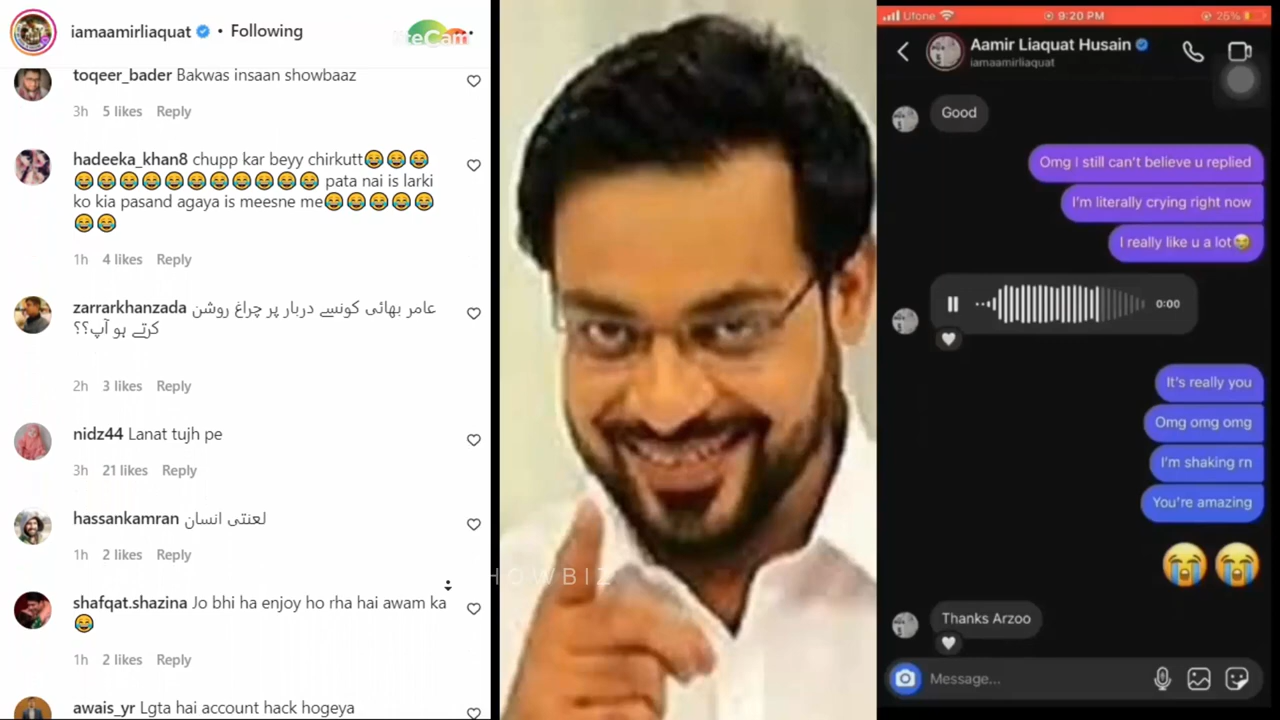 iamaamirliaquat • Following
iteCam
toqeer_bader Bakwas insaan showbaaz
3h 5 likes Reply
hadeeka_khan8 chupp kar beyy chirkutt😂😂😂
😂😂😂😂😂😂😂😂😂😂😂 pata nai is larki
ko kia pasand agaya is meesne me😂😂😂😂😂
😂😂
1h 4 likes Reply
zarrarkhanzada عامر بھائی کونسے دربار پر چراغ روشن
کرتے ہو آپ؟؟
2h 3 likes Reply
nidz44 Lanat tujh pe
3h 21 likes Reply
hassankamran لعنتی انسان
1h 2 likes Reply
shafqat.shazina Jo bhi ha enjoy ho rha hai awam ka
😂
1h 2 likes Reply
awais_yr Lgta hai account hack hogeya
HOWBIZ
Ufone 9:20 PM 25%
Aamir Liaquat Husain
iamaamirliaquat
Good
Omg I still can't believe u replied
I'm literally crying right now
I really like u a lot😭
0:00
It's really you
Omg omg omg
I'm shaking rn
You're amazing
😭😭
Thanks Arzoo
Message...